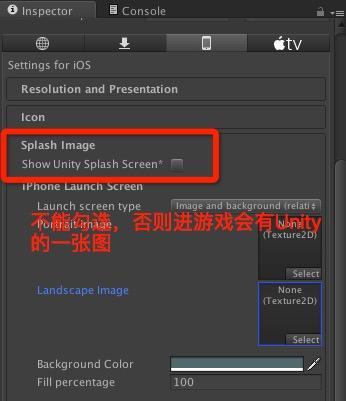 Inspector
Console
tv
Settings for iOS
Resolution and Presentation
Icon
Splash Image
Show Unity Splash Screen*
iPhone Launch Screen
Launch screen type
Image and background (relati
不能勾选，否则进游戏会有Unity
的一张图
Portrait Image
None
(Texture2D)
Select
Landscape Image
None
(Texture2D)
Select
Background Color
Fill percentage
100